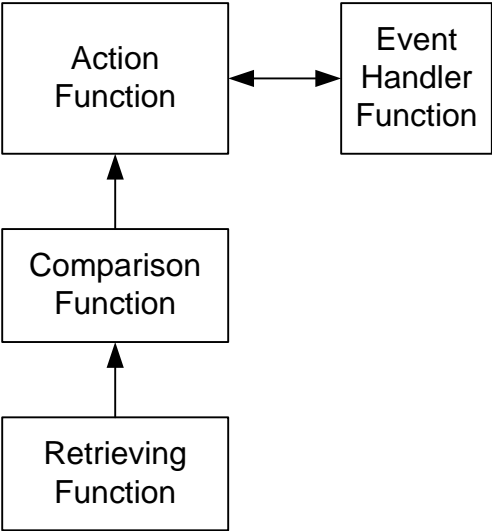 Action
Function
Event
Handler
Function
Comparison
Function
Retrieving
Function